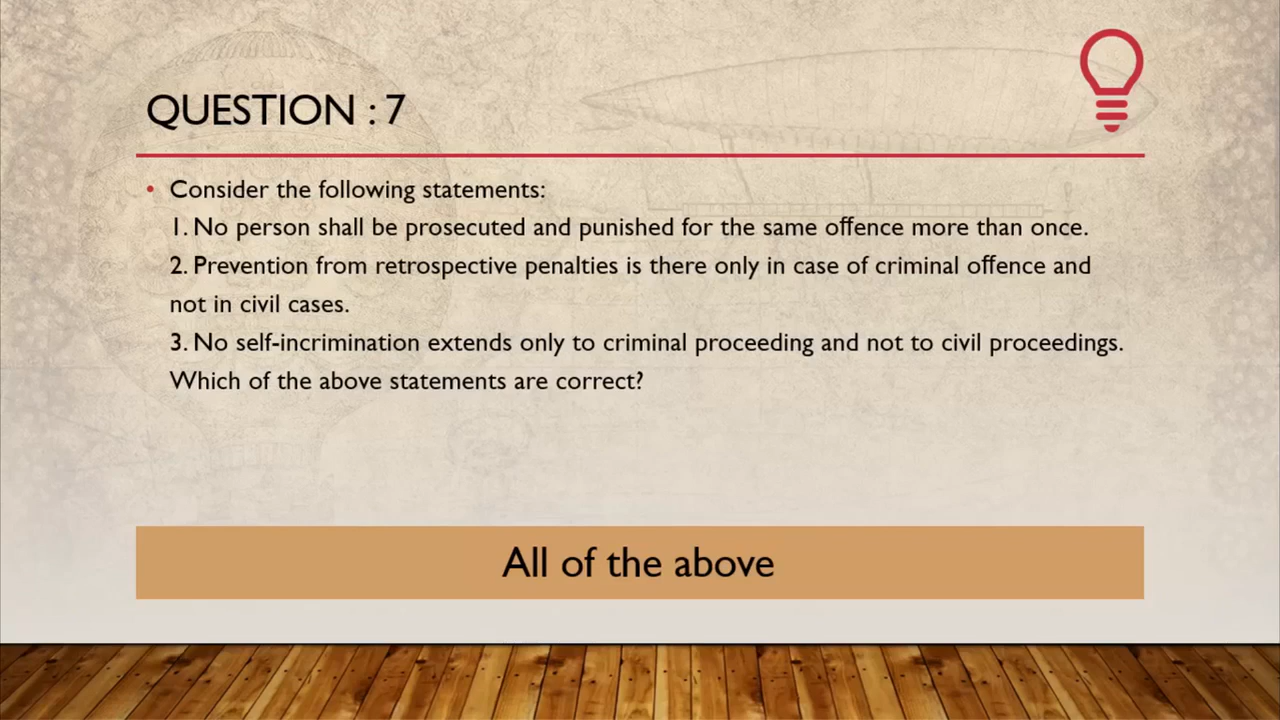 QUESTION : 7
• Consider the following statements:
1. No person shall be prosecuted and punished for the same offence more than once.
2. Prevention from retrospective penalties is there only in case of criminal offence and
not in civil cases.
3. No self-incrimination extends only to criminal proceeding and not to civil proceedings.
Which of the above statements are correct?
All of the above